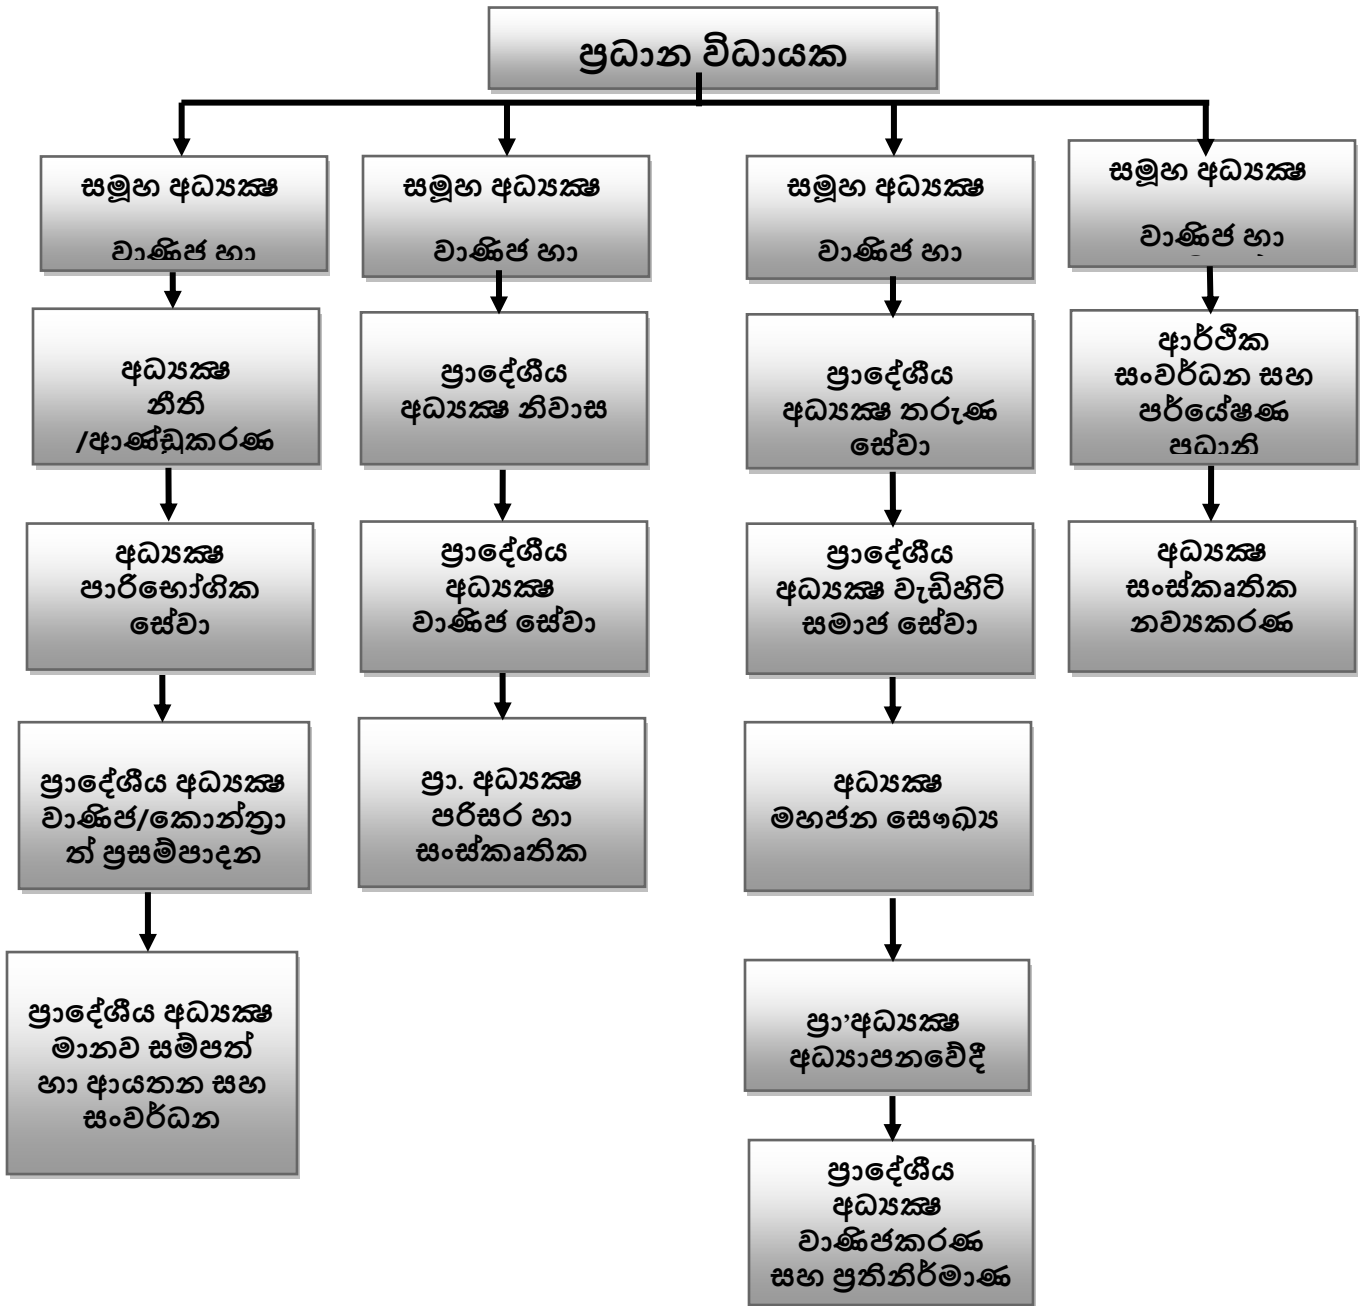 ප්‍රධාන විධායක
සමූහ අධ්‍යක්ෂ
වාණිජ හා
සමූහ අධ්‍යක්ෂ
වාණිජ හා
සමූහ අධ්‍යක්ෂ
වාණිජ හා
සමූහ අධ්‍යක්ෂ
වාණිජ හා
අධ්‍යක්ෂ
නීති
/ආණ්ඩුකරණ
ප්‍රාදේශීය
අධ්‍යක්ෂ නිවාස
ප්‍රාදේශීය
අධ්‍යක්ෂ තරුණ
සේවා
ආර්ථික
සංවර්ධන සහ
පර්යේෂණ
අධ්‍යක්ෂ
පාරිභෝගික
සේවා
ප්‍රාදේශීය
අධ්‍යක්ෂ
වාණිජ සේවා
ප්‍රාදේශීය
අධ්‍යක්ෂ වැඩිහිටි
සමාජ සේවා
අධ්‍යක්ෂ
සංස්කෘතික
නව්‍යකරණ
ප්‍රාදේශීය අධ්‍යක්ෂ
වාණිජ/කොන්ත්‍රා
ත් ප්‍රසම්පාදන
ප්‍රා. අධ්‍යක්ෂ
පරිසර හා
සංස්කෘතික
අධ්‍යක්ෂ
මහජන සෞඛ්‍ය
ප්‍රාදේශීය අධ්‍යක්ෂ
මානව සම්පත්
හා ආයතන සහ
සංවර්ධන
ප්‍රා’අධ්‍යක්ෂ
අධ්‍යාපනවේදී
ප්‍රාදේශීය
අධ්‍යක්ෂ
වාණිජකරණ
සහ ප්‍රතිනිර්මාණ